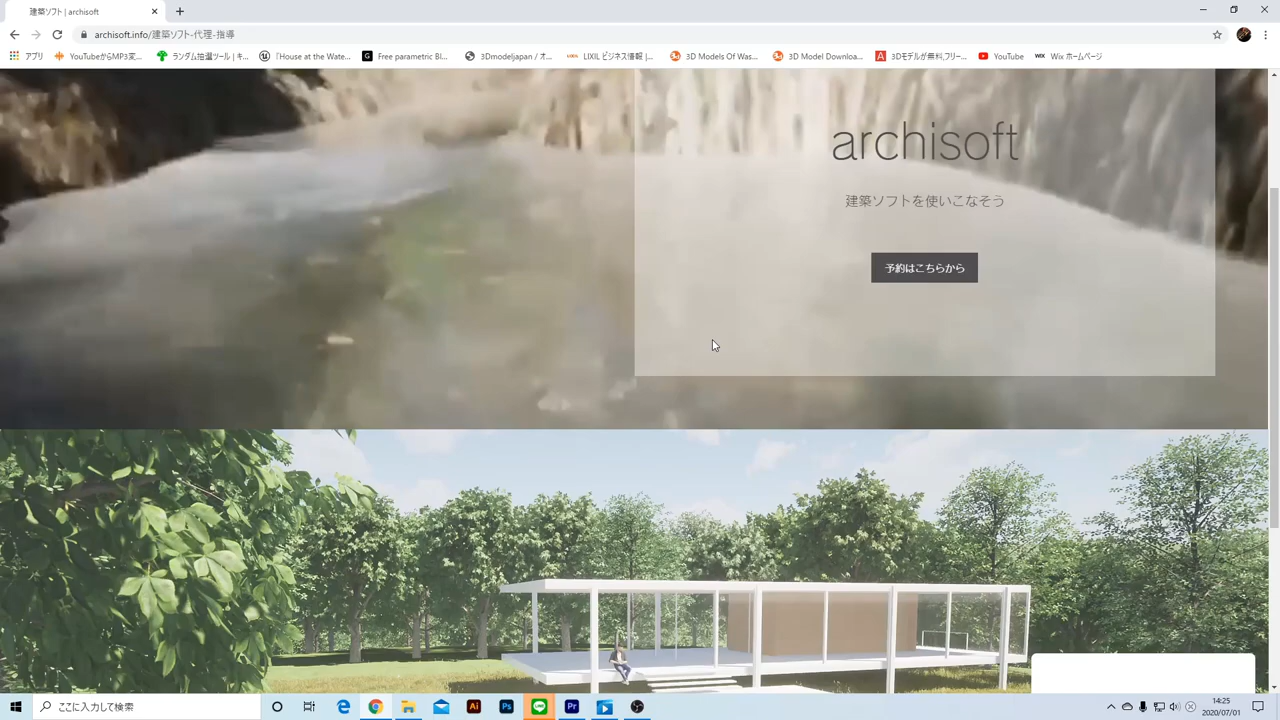 建築ソフト | archisoft
archisoft.info/建築ソフト-代理-指導
アプリ
YouTubeからMP3変...
ランダム抽選ツール | キ...
「House at the Wate...
Free parametric Bl...
3Dmodeljapan / オ...
LIXIL ビジネス情報 |...
3D Models Of Was...
3D Model Downloa...
3Dモデルが無料,フリー...
YouTube
WIX
Wix ホームページ
archisoft
建築ソフトを使いこなそう
予約はこちらから
ここに入力して検索
Ai
Ps
LINE
Pr
14:25
2020/07/01